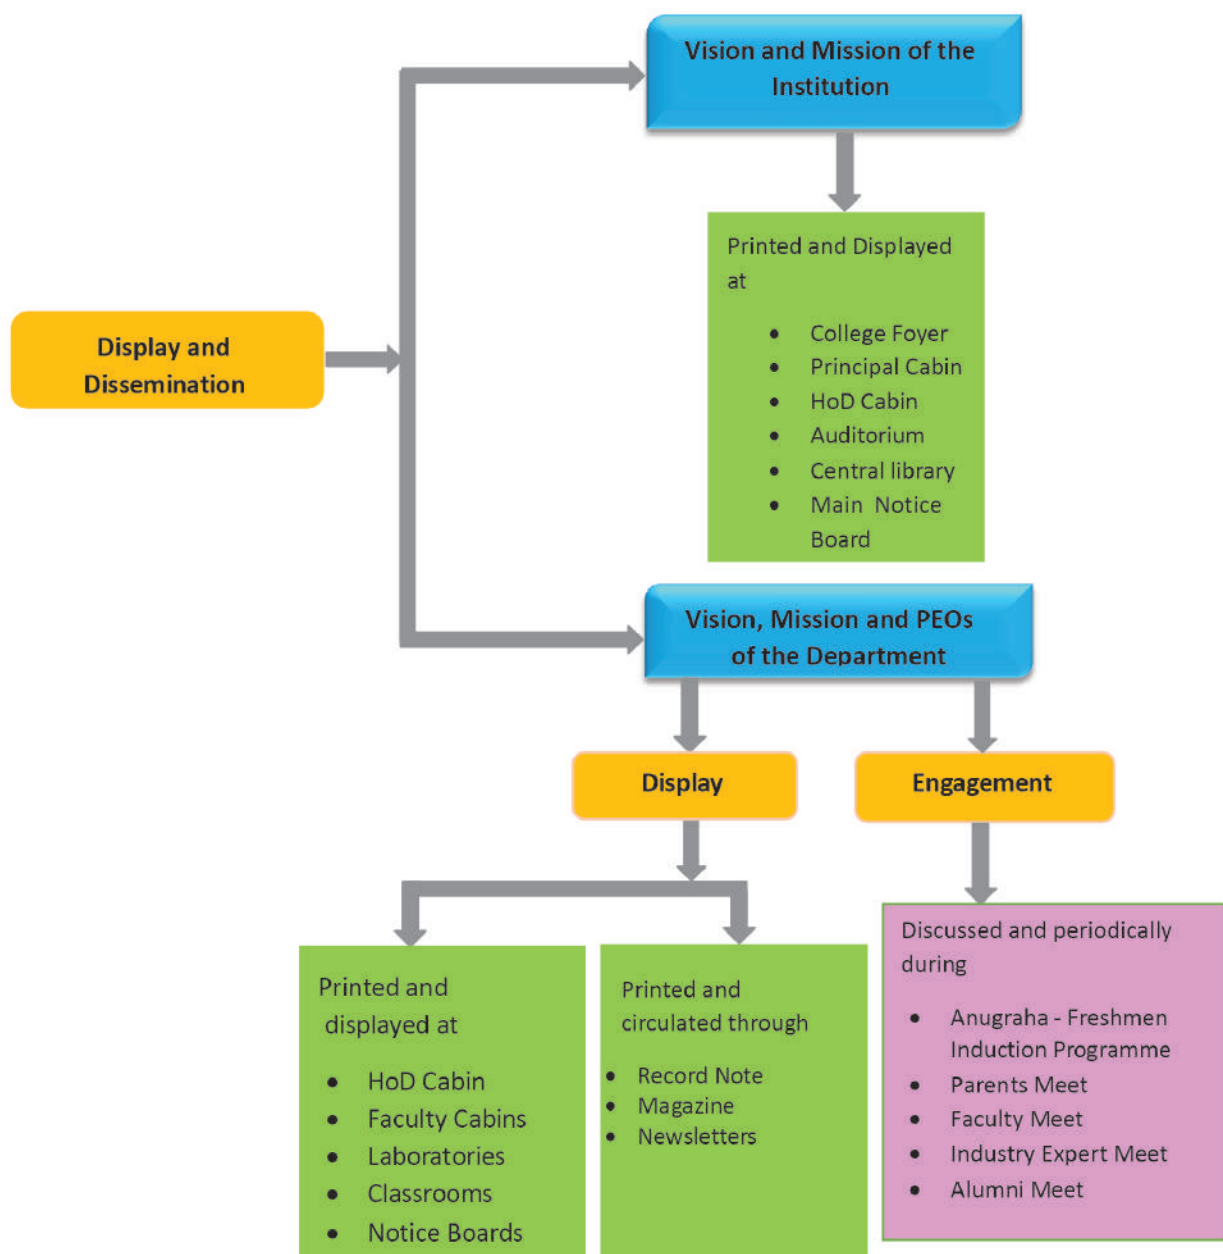 Vision and Mission of the
Institution
Printed and Displayed
at
• College Foyer
• Principal Cabin
• HoD Cabin
• Auditorium
• Central library
• Main Notice
Board
Display and
Dissemination
Vision, Mission and PEOs
of the Department
Display
Engagement
Printed and
displayed at
• HoD Cabin
• Faculty Cabins
• Laboratories
• Classrooms
• Notice Boards
Printed and
circulated through
• Record Note
• Magazine
• Newsletters
Discussed and periodically
during
• Anugraha - Freshmen
Induction Programme
• Parents Meet
• Faculty Meet
• Industry Expert Meet
• Alumni Meet